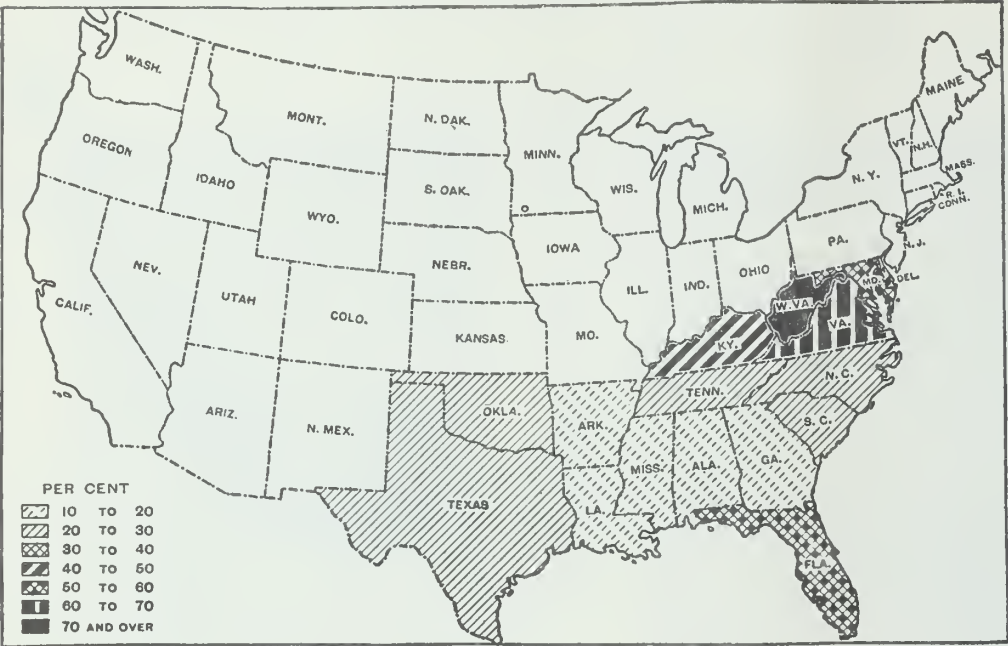 WASH.
MONT.
N. DAK.
MINN.
MAINE
VT.
N.H.
MASS.
R. I.
CONN.
OREGON
IDAHO
S. OAK.
WIS.
MICH.
N.Y.
WYO.
IOWA
PA.
N.J.
NEV.
NEBR.
ILL.
IND.
OHIO
MD.
DEL.
W.VA.
VA.
CALIF.
UTAH
COLO.
KANSAS
MO.
KY.
N.C.
TENN.
S.C.
ARIZ.
N. MEX.
OKLA.
ARK.
MISS.
ALA.
GA.
TEXAS
LA.
FLA.
PER CENT
10 TO 20
20 TO 30
30 TO 40
40 TO 50
50 TO 60
60 TO 70
70 AND OVER